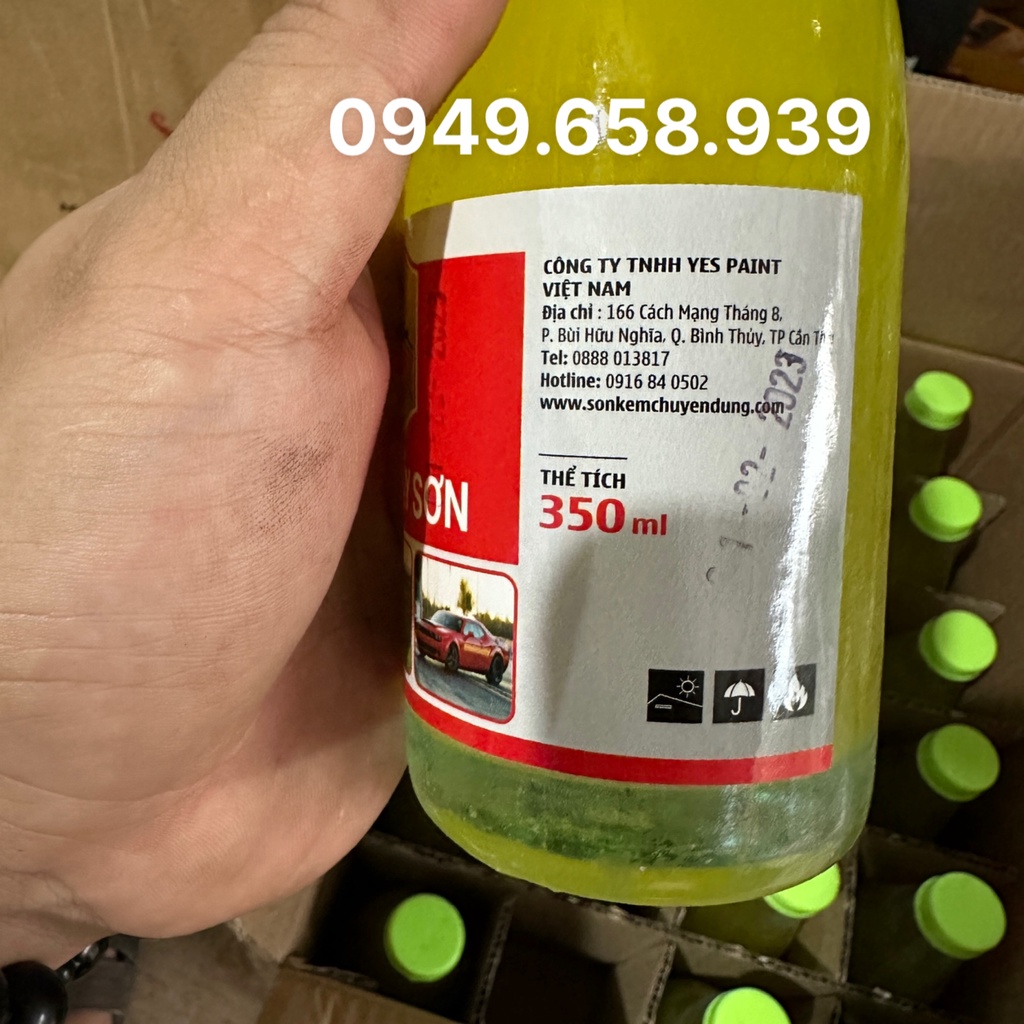 0949.658.939
CÔNG TY TNHH YES PAINT
VIỆT NAM
Địa chỉ : 166 Cách Mạng Tháng 8,
P. Bùi Hữu Nghĩa, Q. Bình Thủy, TP Cần
Tel: 0888 013817
Hotline: 0916 84 0502
www.sonkemchuyendung.com
2023
THỂ TÍCH
350 ml
SƠN